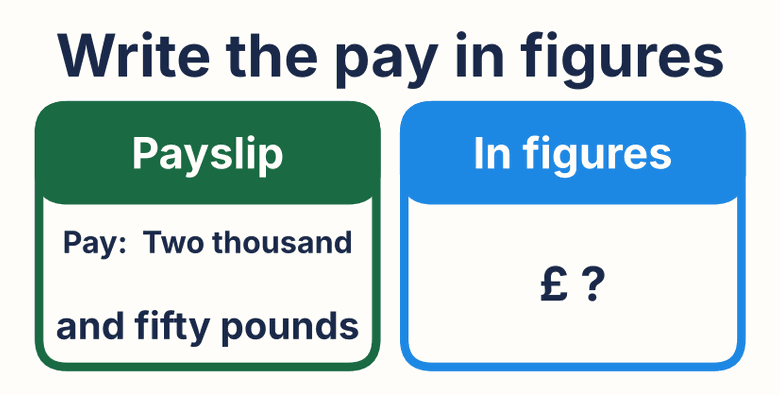 Write the pay in figures
Payslip
Pay: Two thousand
and fifty pounds
In figures
£ ?